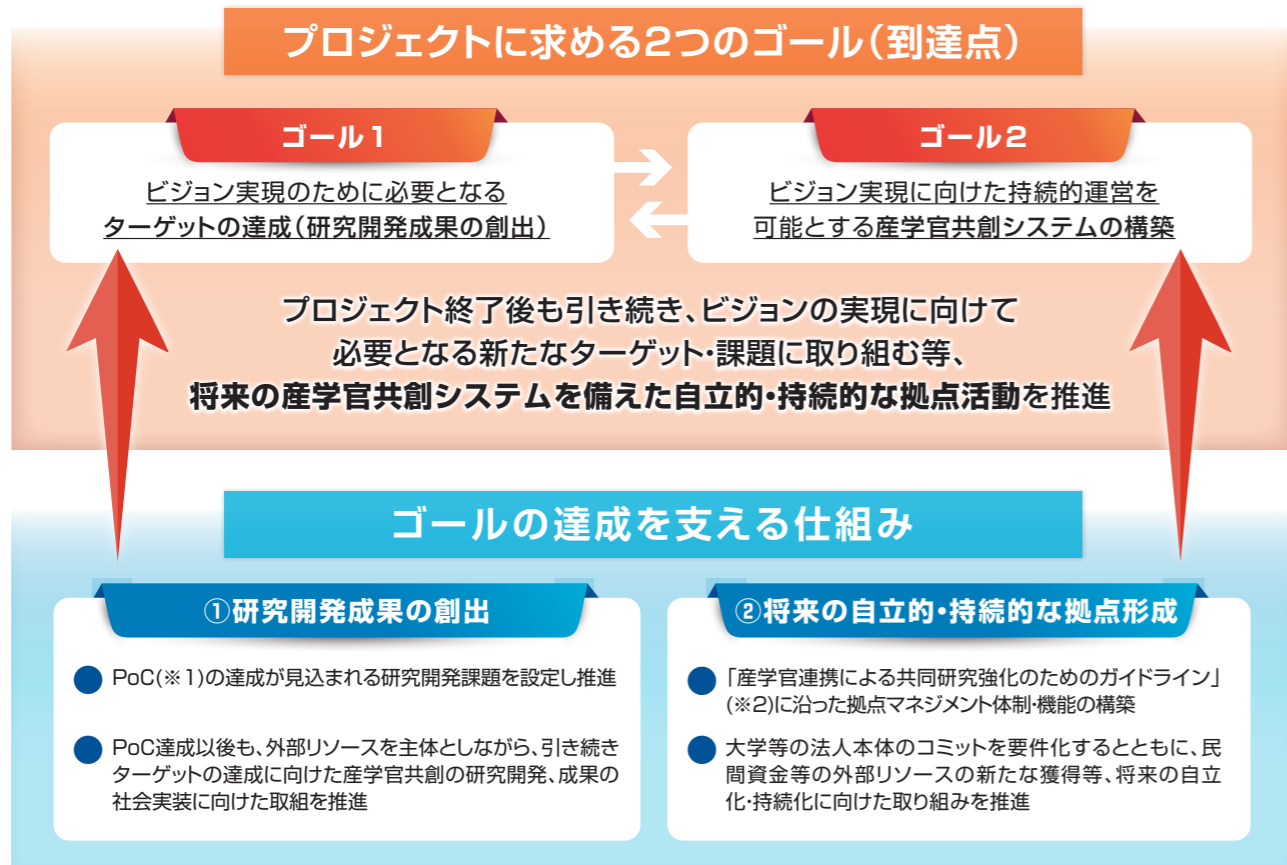 プロジェクトに求める2つのゴール(到達点)
ゴール1
ビジョン実現のために必要となる
ターゲットの達成(研究開発成果の創出)
ゴール2
ビジョン実現に向けた持続的運営を
可能とする産学官共創システムの構築
プロジェクト終了後も引き続き、ビジョンの実現に向けて
必要となる新たなターゲット・課題に取り組む等、
将来の産学官共創システムを備えた自立的・持続的な拠点活動を推進
ゴールの達成を支える仕組み
①研究開発成果の創出
PoC(※1)の達成が見込まれる研究開発課題を設定し推進
PoC達成以後も、外部リソースを主体としながら、引き続き
ターゲットの達成に向けた産学官共創の研究開発、成果の
社会実装に向けた取組を推進
②将来の自立的・持続的な拠点形成
「産学官連携による共同研究強化のためのガイドライン」
(※2)に沿った拠点マネジメント体制・機能の構築
大学等の法人本体のコミットを要件化するとともに、民
間資金等の外部リソースの新たな獲得等、将来の自立
化・持続化に向けた取り組みを推進